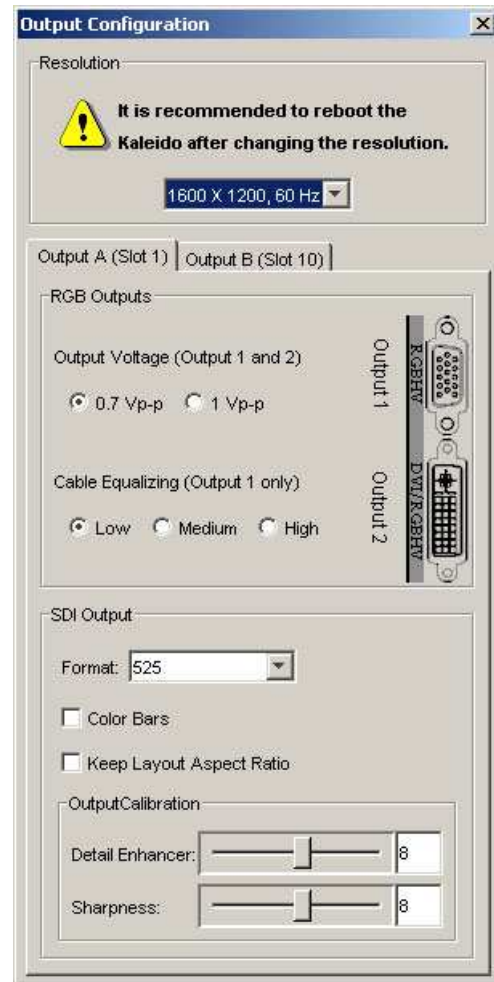 Output Configuration
Resolution
It is recommended to reboot the
Kaleido after changing the resolution.
1600 X 1200, 60 Hz
Output A (Slot 1)
Output B (Slot 10)
RGB Outputs
Output Voltage (Output 1 and 2)
0.7 Vp-p
1 Vp-p
Output 1
RGBHV
Cable Equalizing (Output 1 only)
Low
Medium
High
Output 2
DVI/RGBHV
SDI Output
Format: 525
Color Bars
Keep Layout Aspect Ratio
OutputCalibration
Detail Enhancer: 8
Sharpness: 8